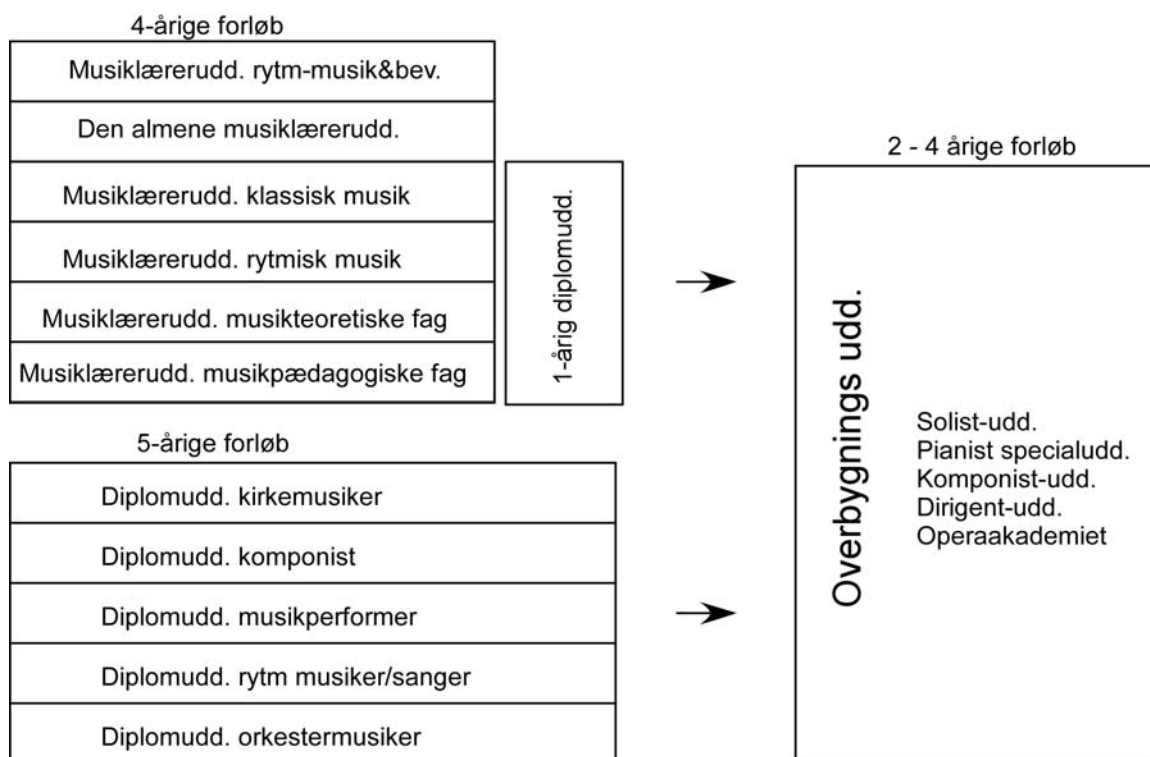 4-årige forløb
Musiklærerudd. rytm-musik&bev.
Den almene musiklærerudd.
Musiklærerudd. klassisk musik
Musiklærerudd. rytmisk musik
Musiklærerudd. musikteoretiske fag
Musiklærerudd. musikpædagogiske fag
1-årig diplomudd.
5-årige forløb
Diplomudd. kirkemusiker
Diplomudd. komponist
Diplomudd. musikperformer
Diplomudd. rytm musiker/sanger
Diplomudd. orkestermusiker
2 - 4 årige forløb
Overbygnings udd.
Solist-udd.
Pianist specialudd.
Komponist-udd.
Dirigent-udd.
Operaakademiet